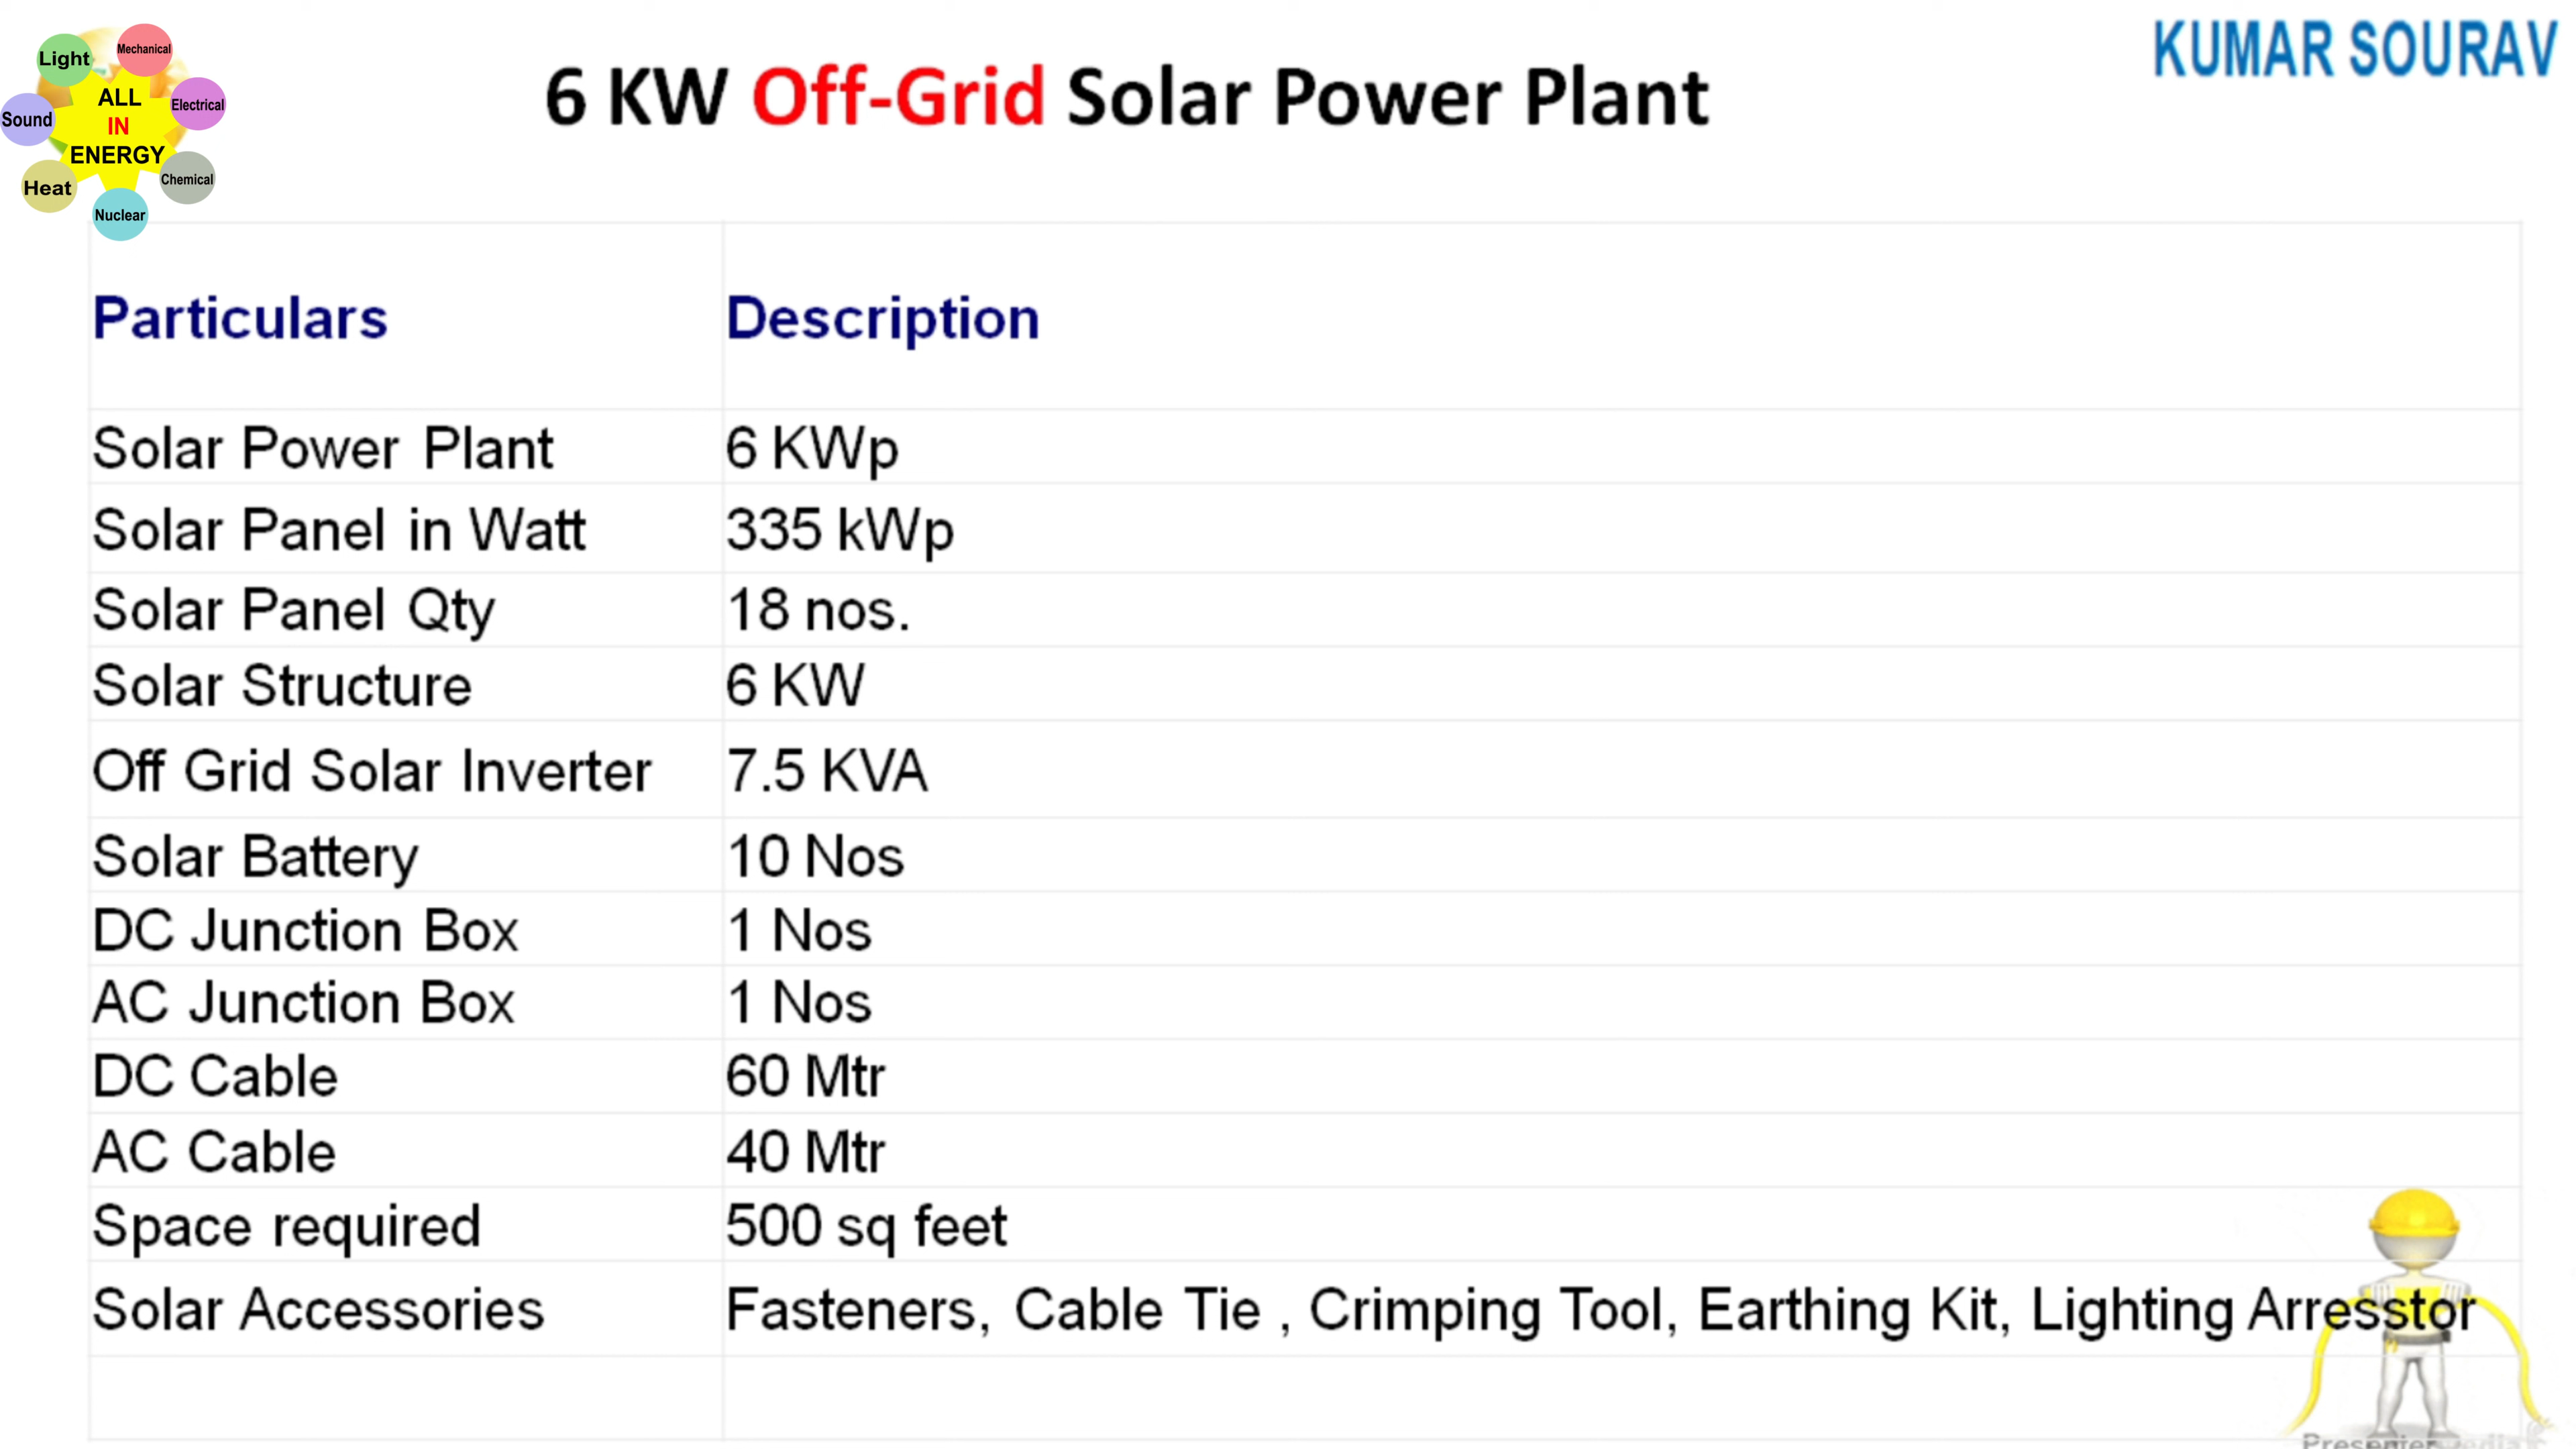 KUMAR SOURAV
6 KW Off-Grid Solar Power Plant
Light
Mechanical
Electrical
Sound
ALL
IN
ENERGY
Heat
Chemical
Nuclear
Particulars Description
Solar Power Plant 6 KWp
Solar Panel in Watt 335 kWp
Solar Panel Qty 18 nos.
Solar Structure 6 KW
Off Grid Solar Inverter 7.5 KVA
Solar Battery 10 Nos
DC Junction Box 1 Nos
AC Junction Box 1 Nos
DC Cable 60 Mtr
AC Cable 40 Mtr
Space required 500 sq feet
Solar Accessories Fasteners, Cable Tie , Crimping Tool, Earthing Kit, Lighting Arresstor